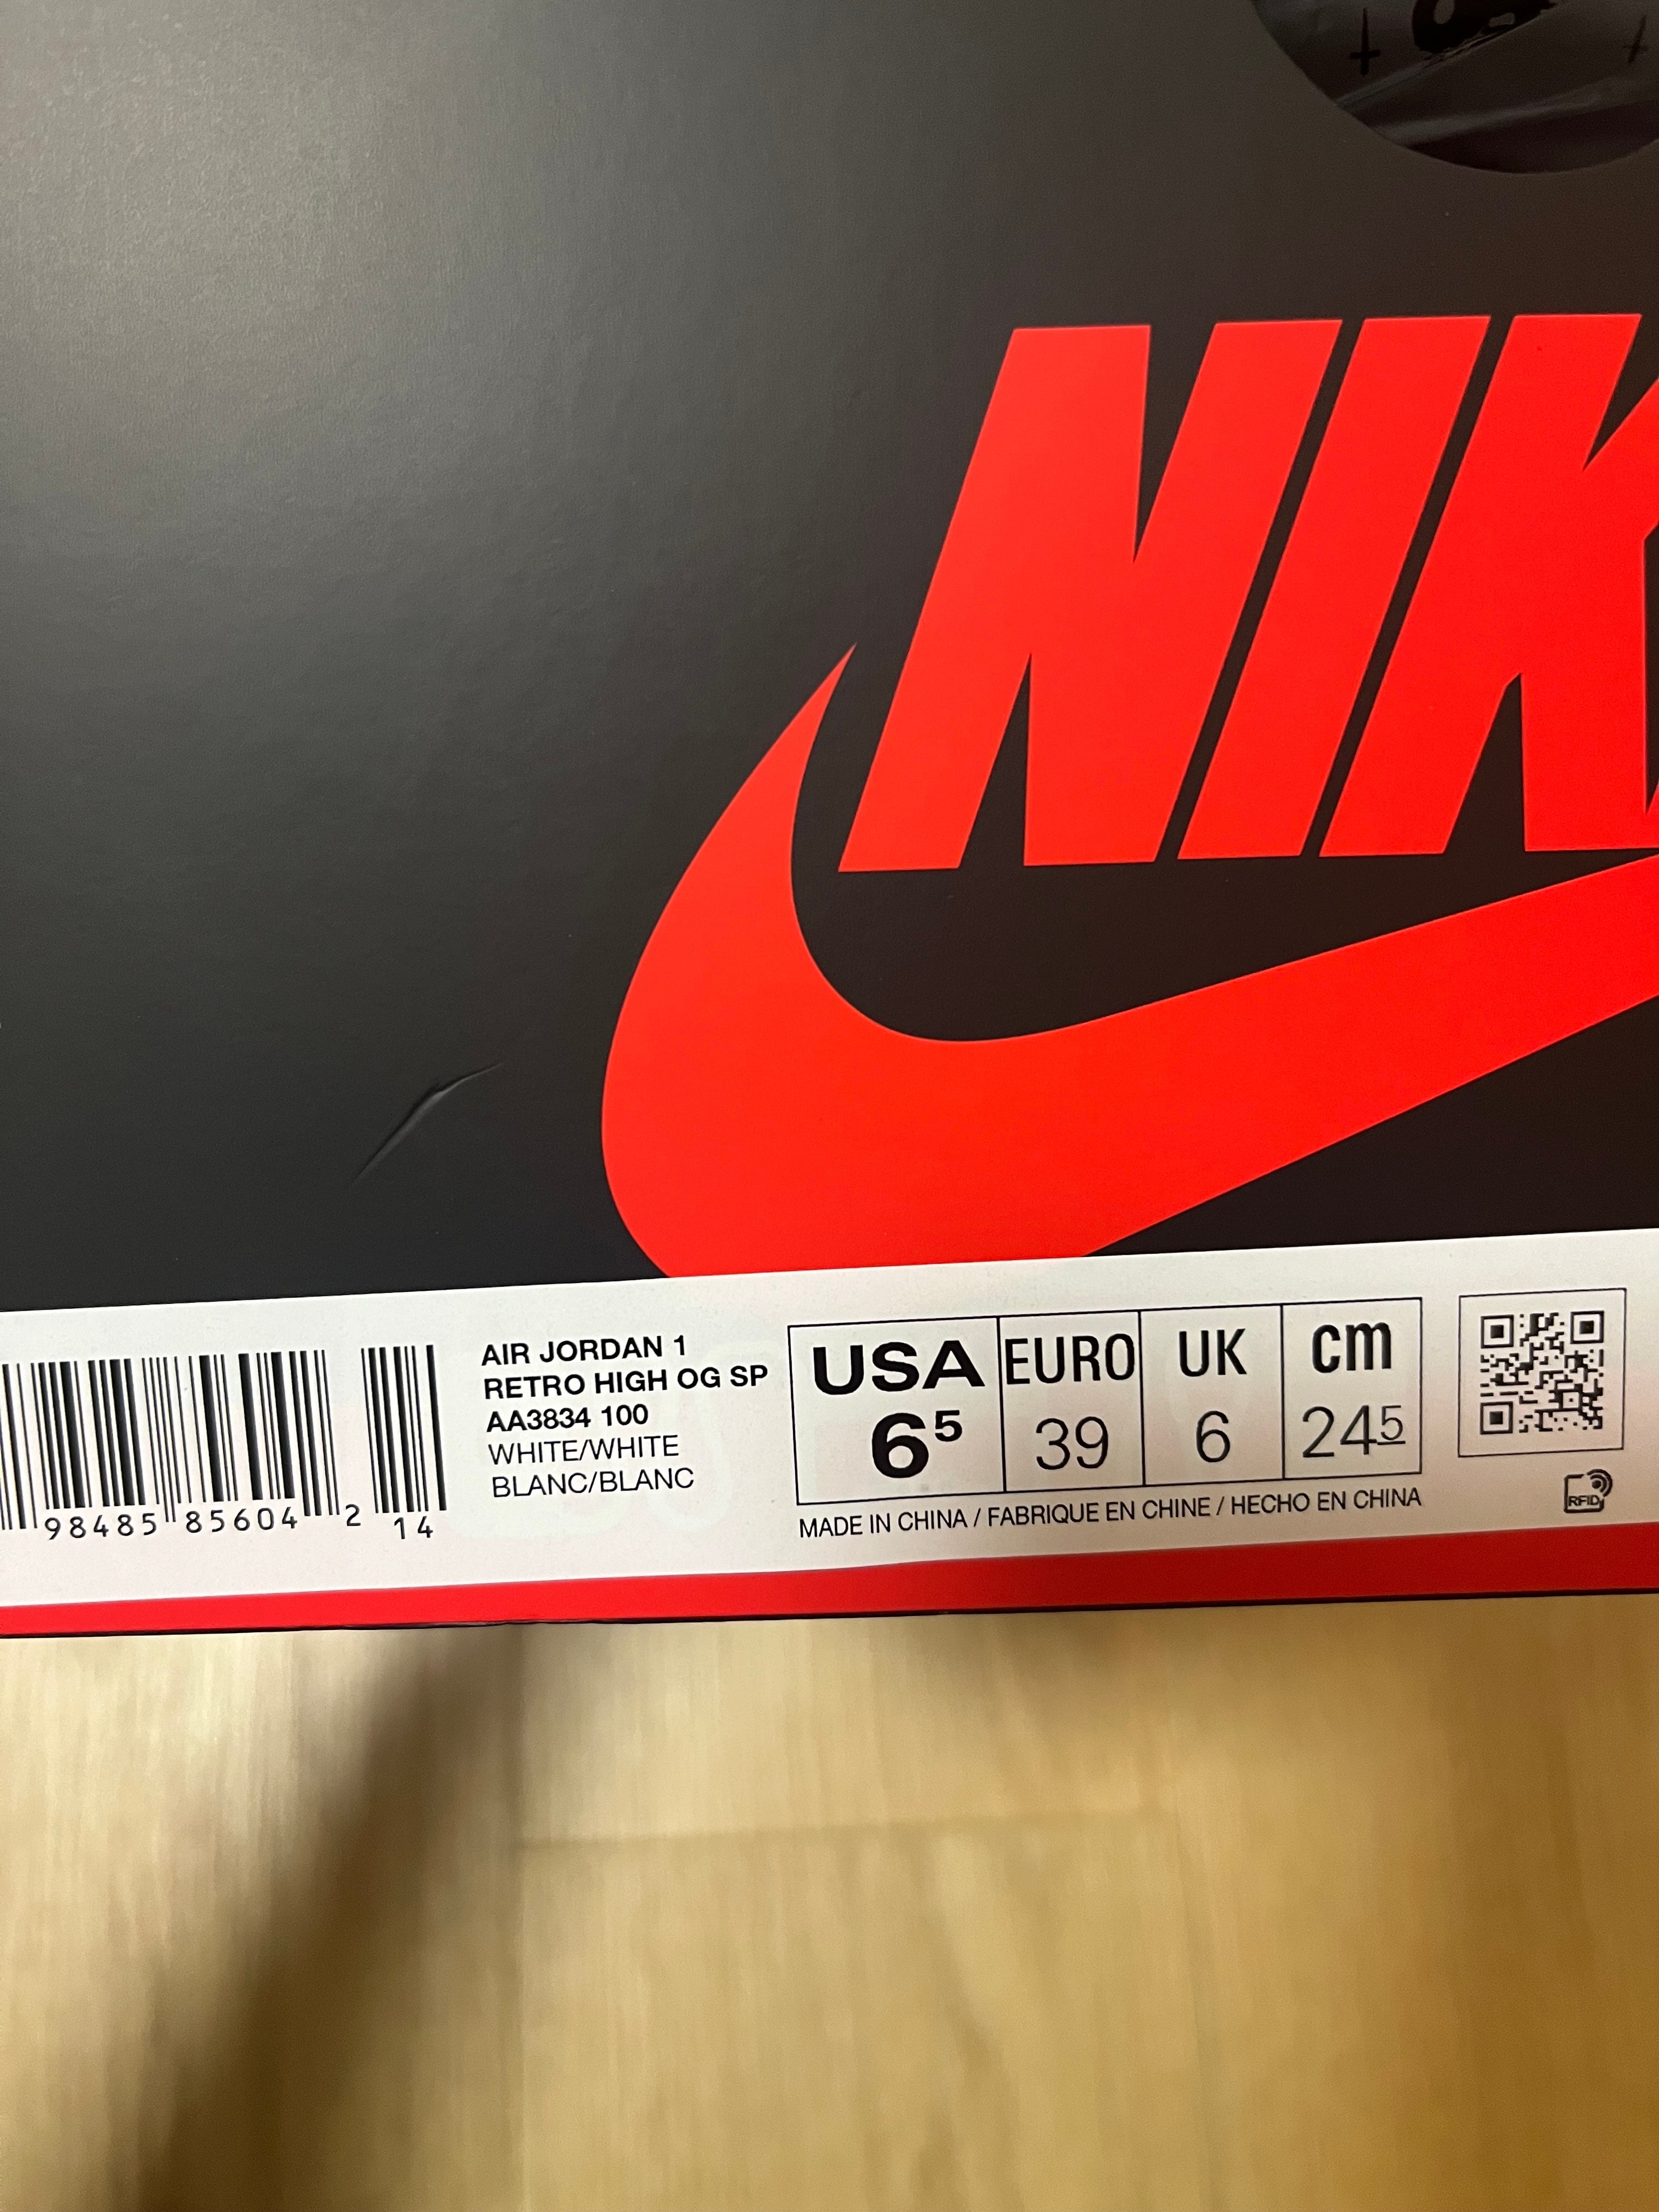 NIK
AIR JORDAN 1
RETRO HIGH OG SP
AA3834 100
WHITE/WHITE
BLANC/BLANC
98485 85604 2 14
USA EURO UK cm
6⁵ 39 6 24⁵
MADE IN CHINA / FABRIQUE EN CHINE / HECHO EN CHINA
RFID